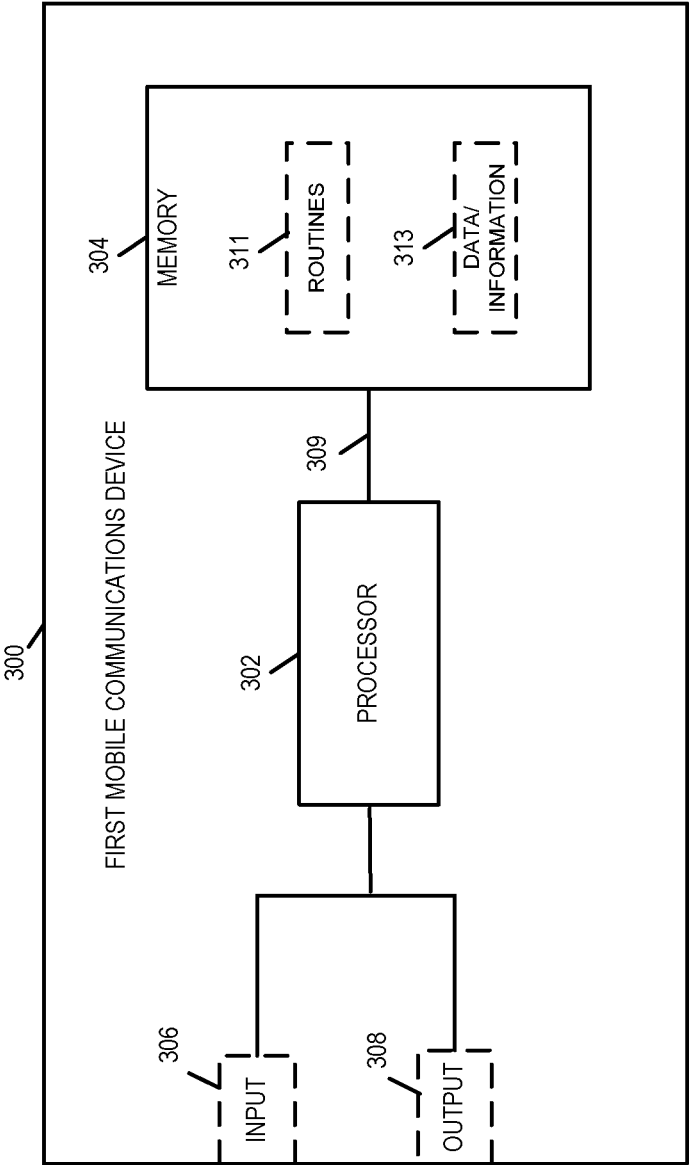 300
FIRST MOBILE COMMUNICATIONS DEVICE
306
INPUT
308
OUTPUT
302
PROCESSOR
309
304
MEMORY
311
ROUTINES
313
DATA/
INFORMATION